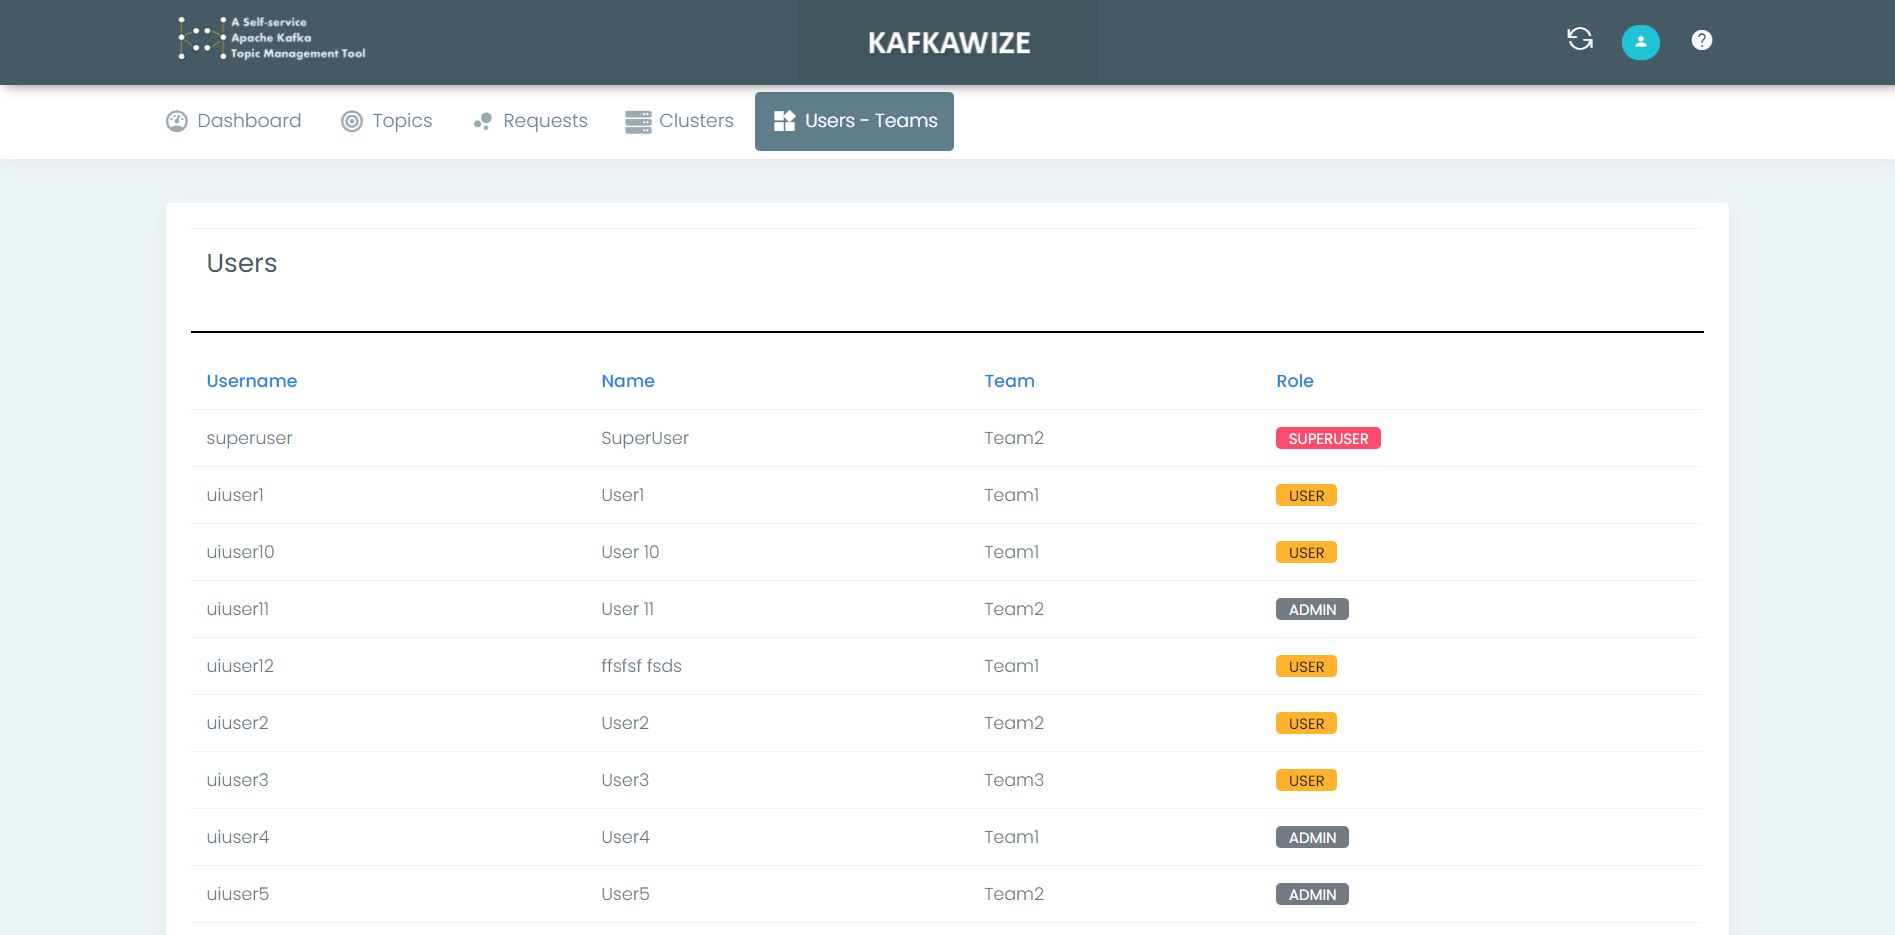 A Self-service
Apache Kafka
Topic Management Tool
KAFKAWIZE
Dashboard Topics Requests Clusters Users - Teams
Users
Username Name Team Role
superuser SuperUser Team2 SUPERUSER
uiuser1 User1 Team1 USER
uiuser10 User 10 Team1 USER
uiuser11 User 11 Team2 ADMIN
uiuser12 ffsfsf fsds Team1 USER
uiuser2 User2 Team2 USER
uiuser3 User3 Team3 USER
uiuser4 User4 Team1 ADMIN
uiuser5 User5 Team2 ADMIN